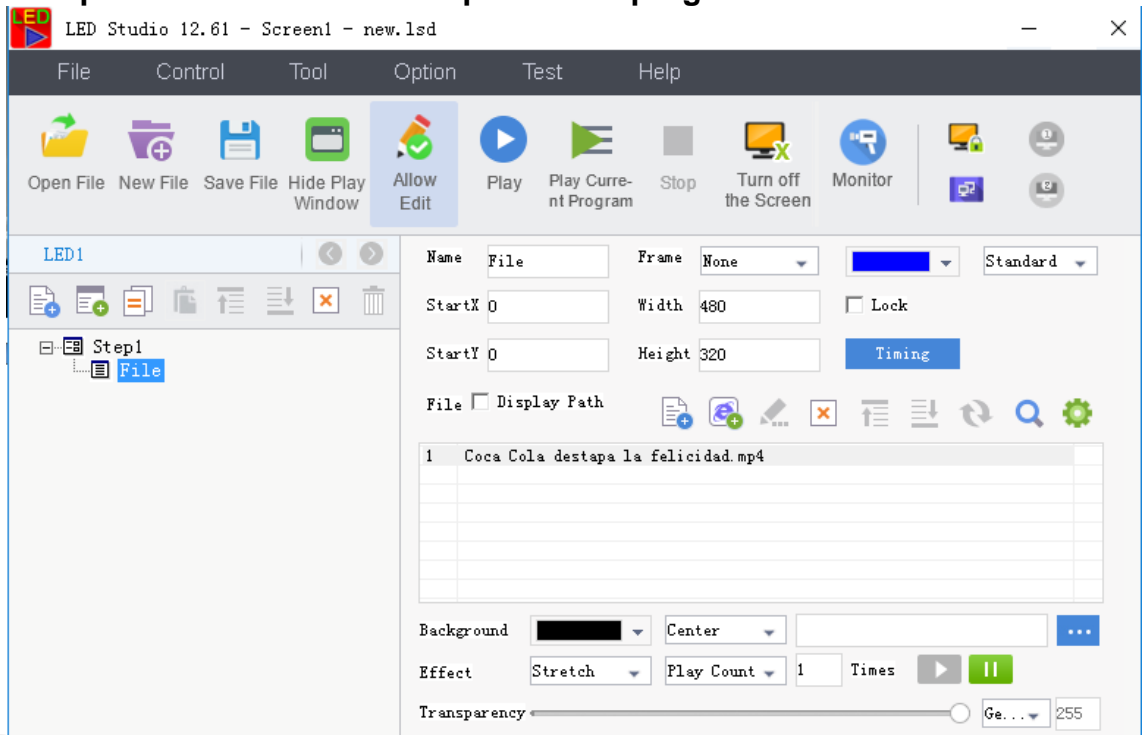 LED
LED Studio 12.61 - Screen1 - new.lsd
File Control Tool Option Test Help
Open File New File Save File Hide Play Window Allow Edit Play Play Curre-nt Program Stop Turn off the Screen Monitor
LED1
Name File Frame None Standard
StartX 0 Width 480 Lock
StartY 0 Height 320 Timing
Step1
File
File Display Path
1 Coca Cola destapa la felicidad.mp4
Background Center ...
Effect Stretch Play Count 1 Times
Transparency Ge... 255